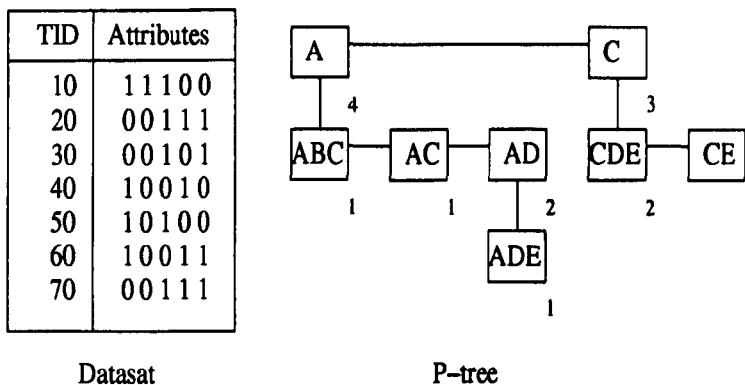 TID Attributes
10 11100
20 00111
30 00101
40 10010
50 10100
60 10011
70 00111
Datasat
A C
4 3
ABC AC AD CDE CE
1 1 2 2
ADE
1
P-tree